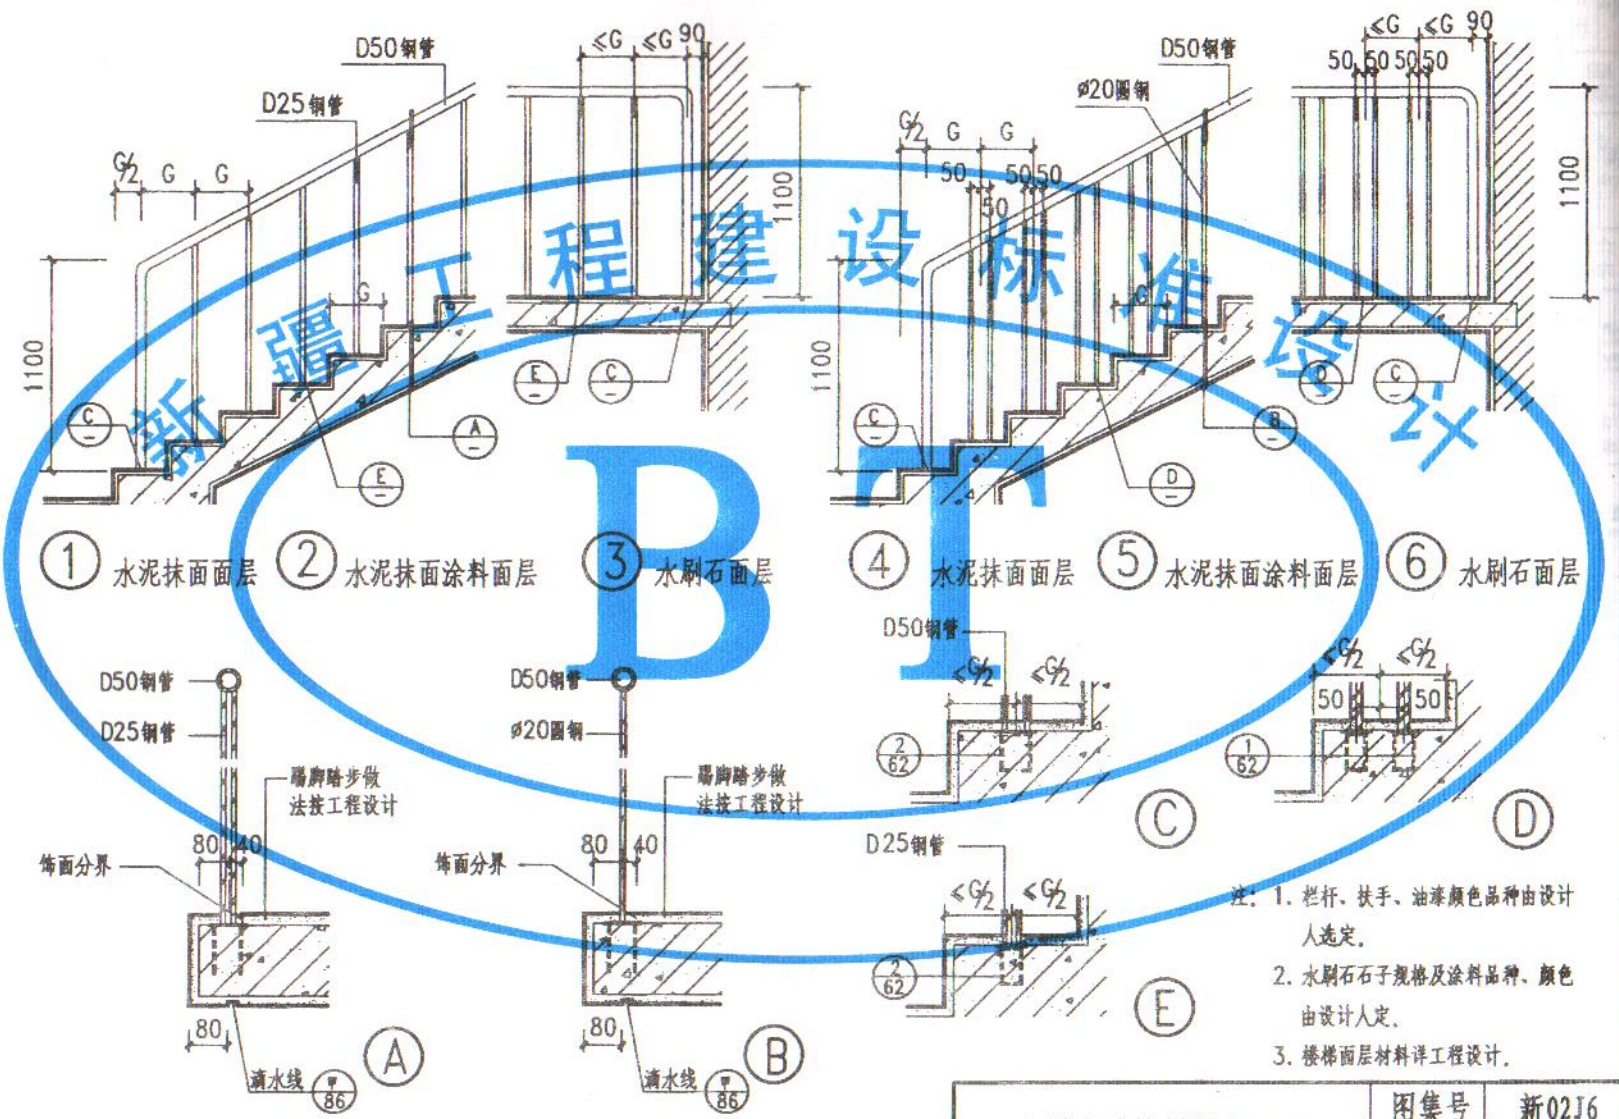 D50钢管
D25钢管
≤G ≤G 90
G/2 G G
G
1100
1100
C
–
E
–
A
–
E
–
C
–
D50钢管
ø20圆钢
≤G ≤G 90
50 50 50 50
G/2 G G
50 50 50
50
G
1100
1100
C
–
D
–
B
–
D
–
C
–
新疆工程建设标准设计
BT
① 水泥抹面面层 ② 水泥抹面涂料面层 ③ 水刷石面层
④ 水泥抹面面层 ⑤ 水泥抹面涂料面层 ⑥ 水刷石面层
D50钢管
D25钢管
踢脚踏步做
法按工程设计
80 40
饰面分界
80
滴水线
86
A
D50钢管
ø20圆钢
踢脚踏步做
法按工程设计
80 40
饰面分界
80
滴水线
86
B
D50钢管
≤G/2 ≤G/2
2
62
C
≤G/2 ≤G/2
50 50
1
62
D
D25钢管
≤G/2 ≤G/2
2
62
E
注: 1. 栏杆、扶手、油漆颜色品种由设计
人选定.
2. 水刷石石子规格及涂料品种、颜色
由设计人定.
3. 楼梯面层材料详工程设计.
图集号 新02J6